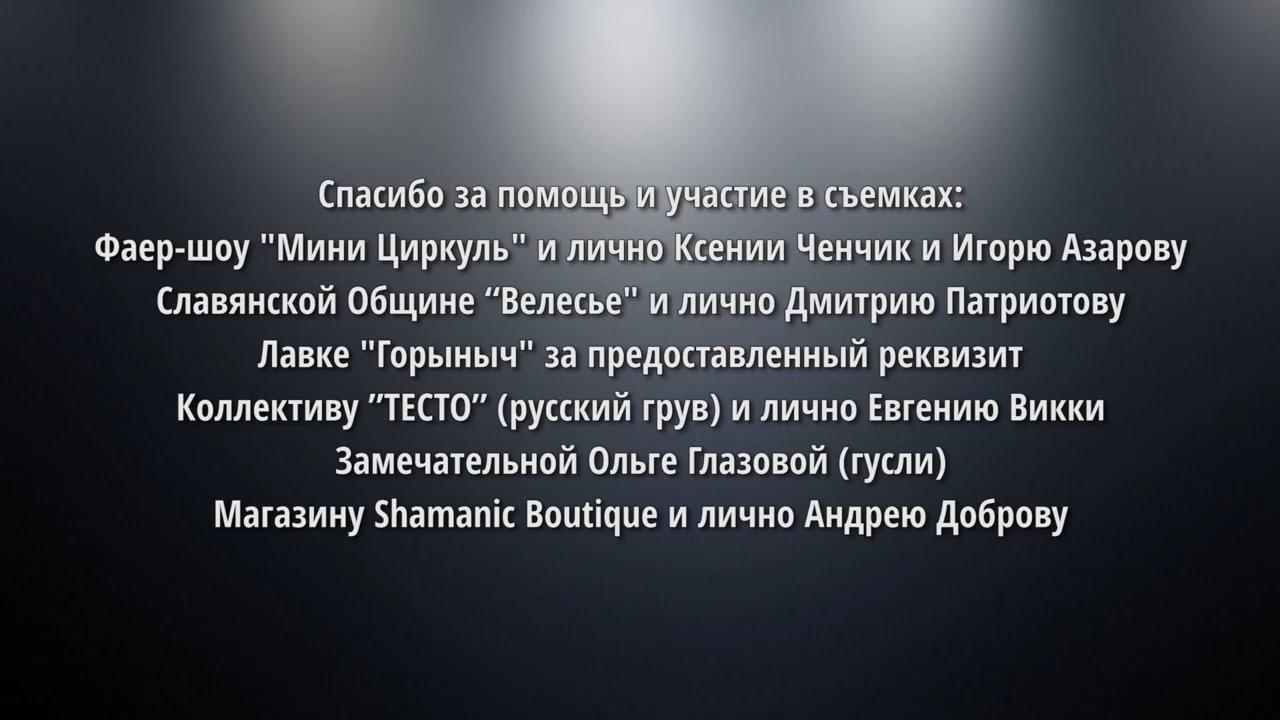 Спасибо за помощь и участие в съемках:
Фаер-шоу "Мини Циркуль" и лично Ксении Ченчик и Игорю Азарову
Славянской Общине “Велесье" и лично Дмитрию Патриотову
Лавке "Горыныч" за предоставленный реквизит
Коллективу ”ТЕСТО” (русский грув) и лично Евгению Викки
Замечательной Ольге Глазовой (гусли)
Магазину Shamanic Boutique и лично Андрею Доброву